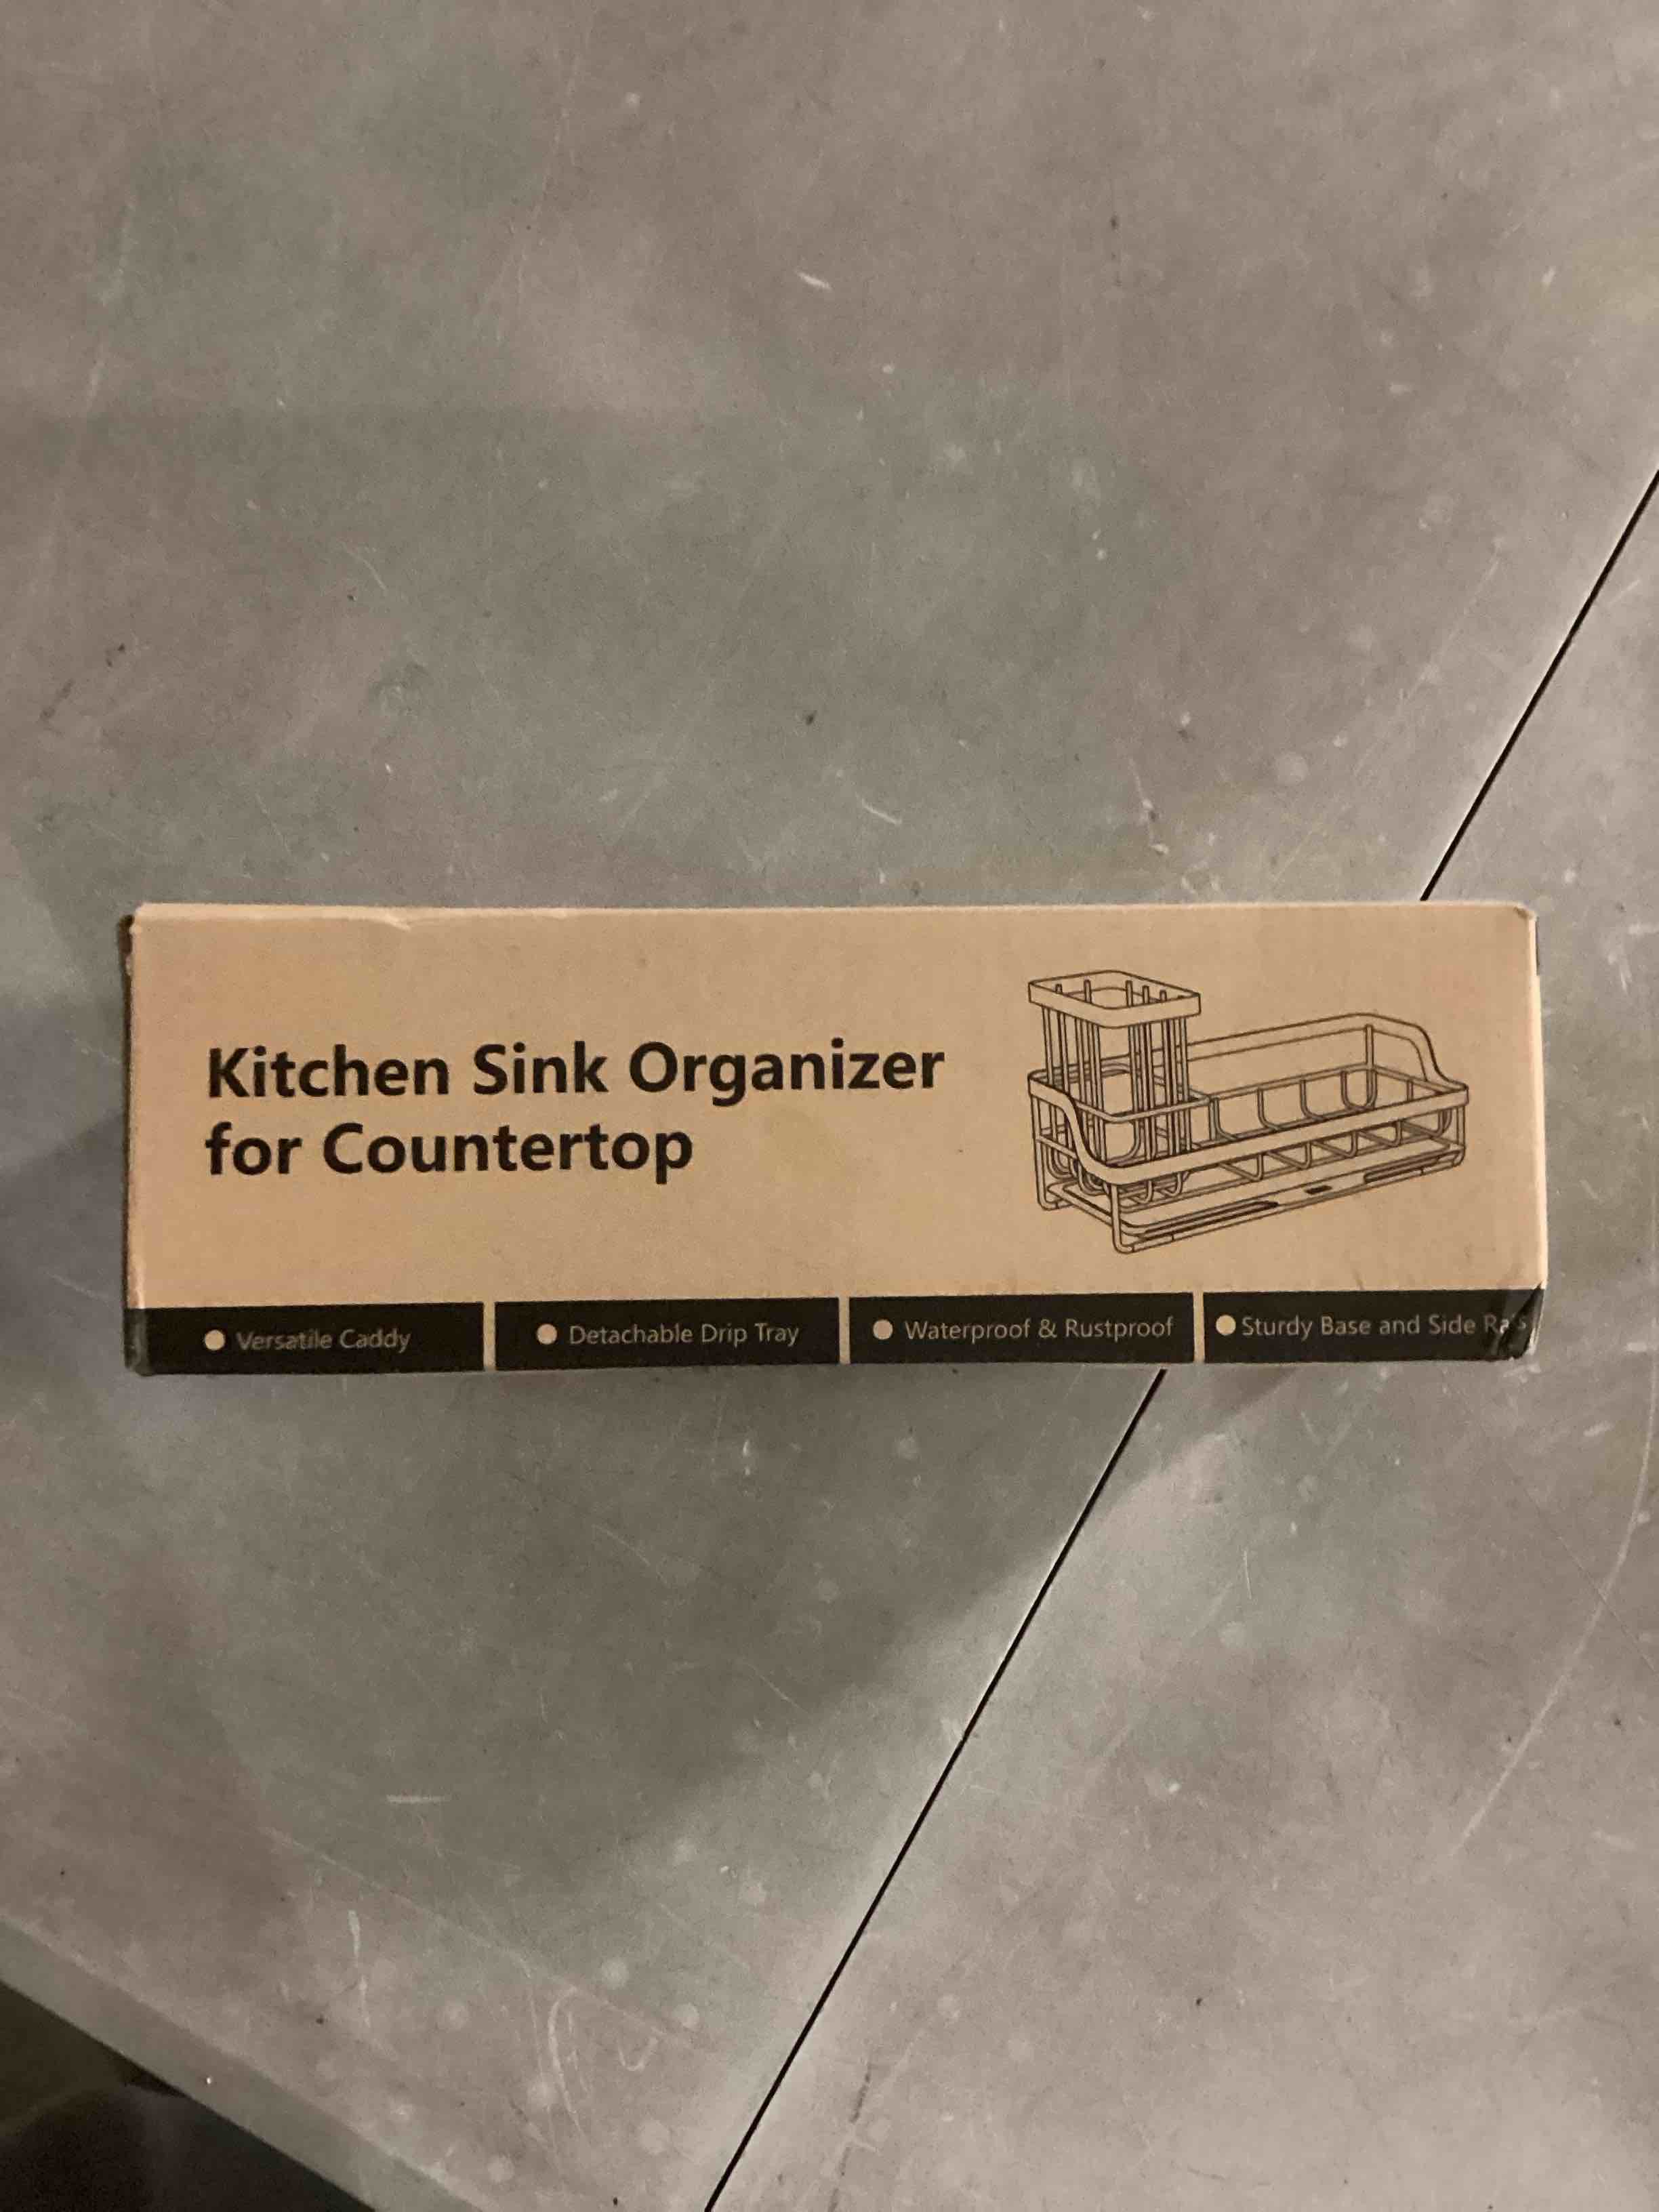 Kitchen Sink Organizer
for Countertop
Versatile Caddy
Detachable Drip Tray
Waterproof & Rustproof
Sturdy Base and Side